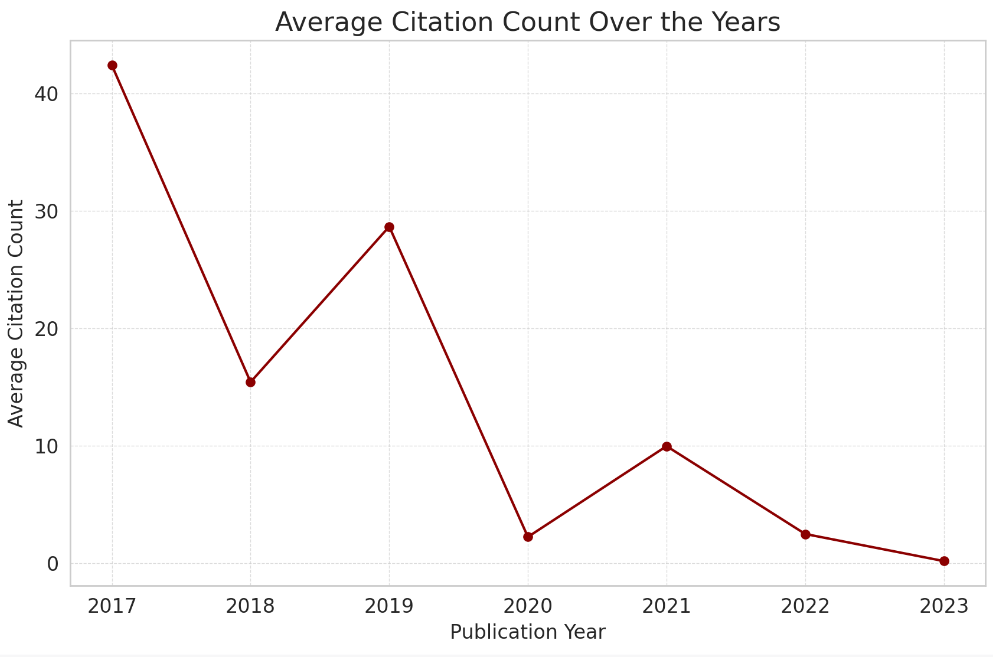 Average Citation Count Over the Years
Average Citation Count
40
30
20
10
0
2017 2018 2019 2020 2021 2022 2023
Publication Year